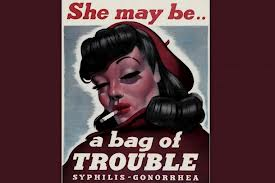 She may be..
a bag of
TROUBLE
SYPHILIS - GONORRHEA